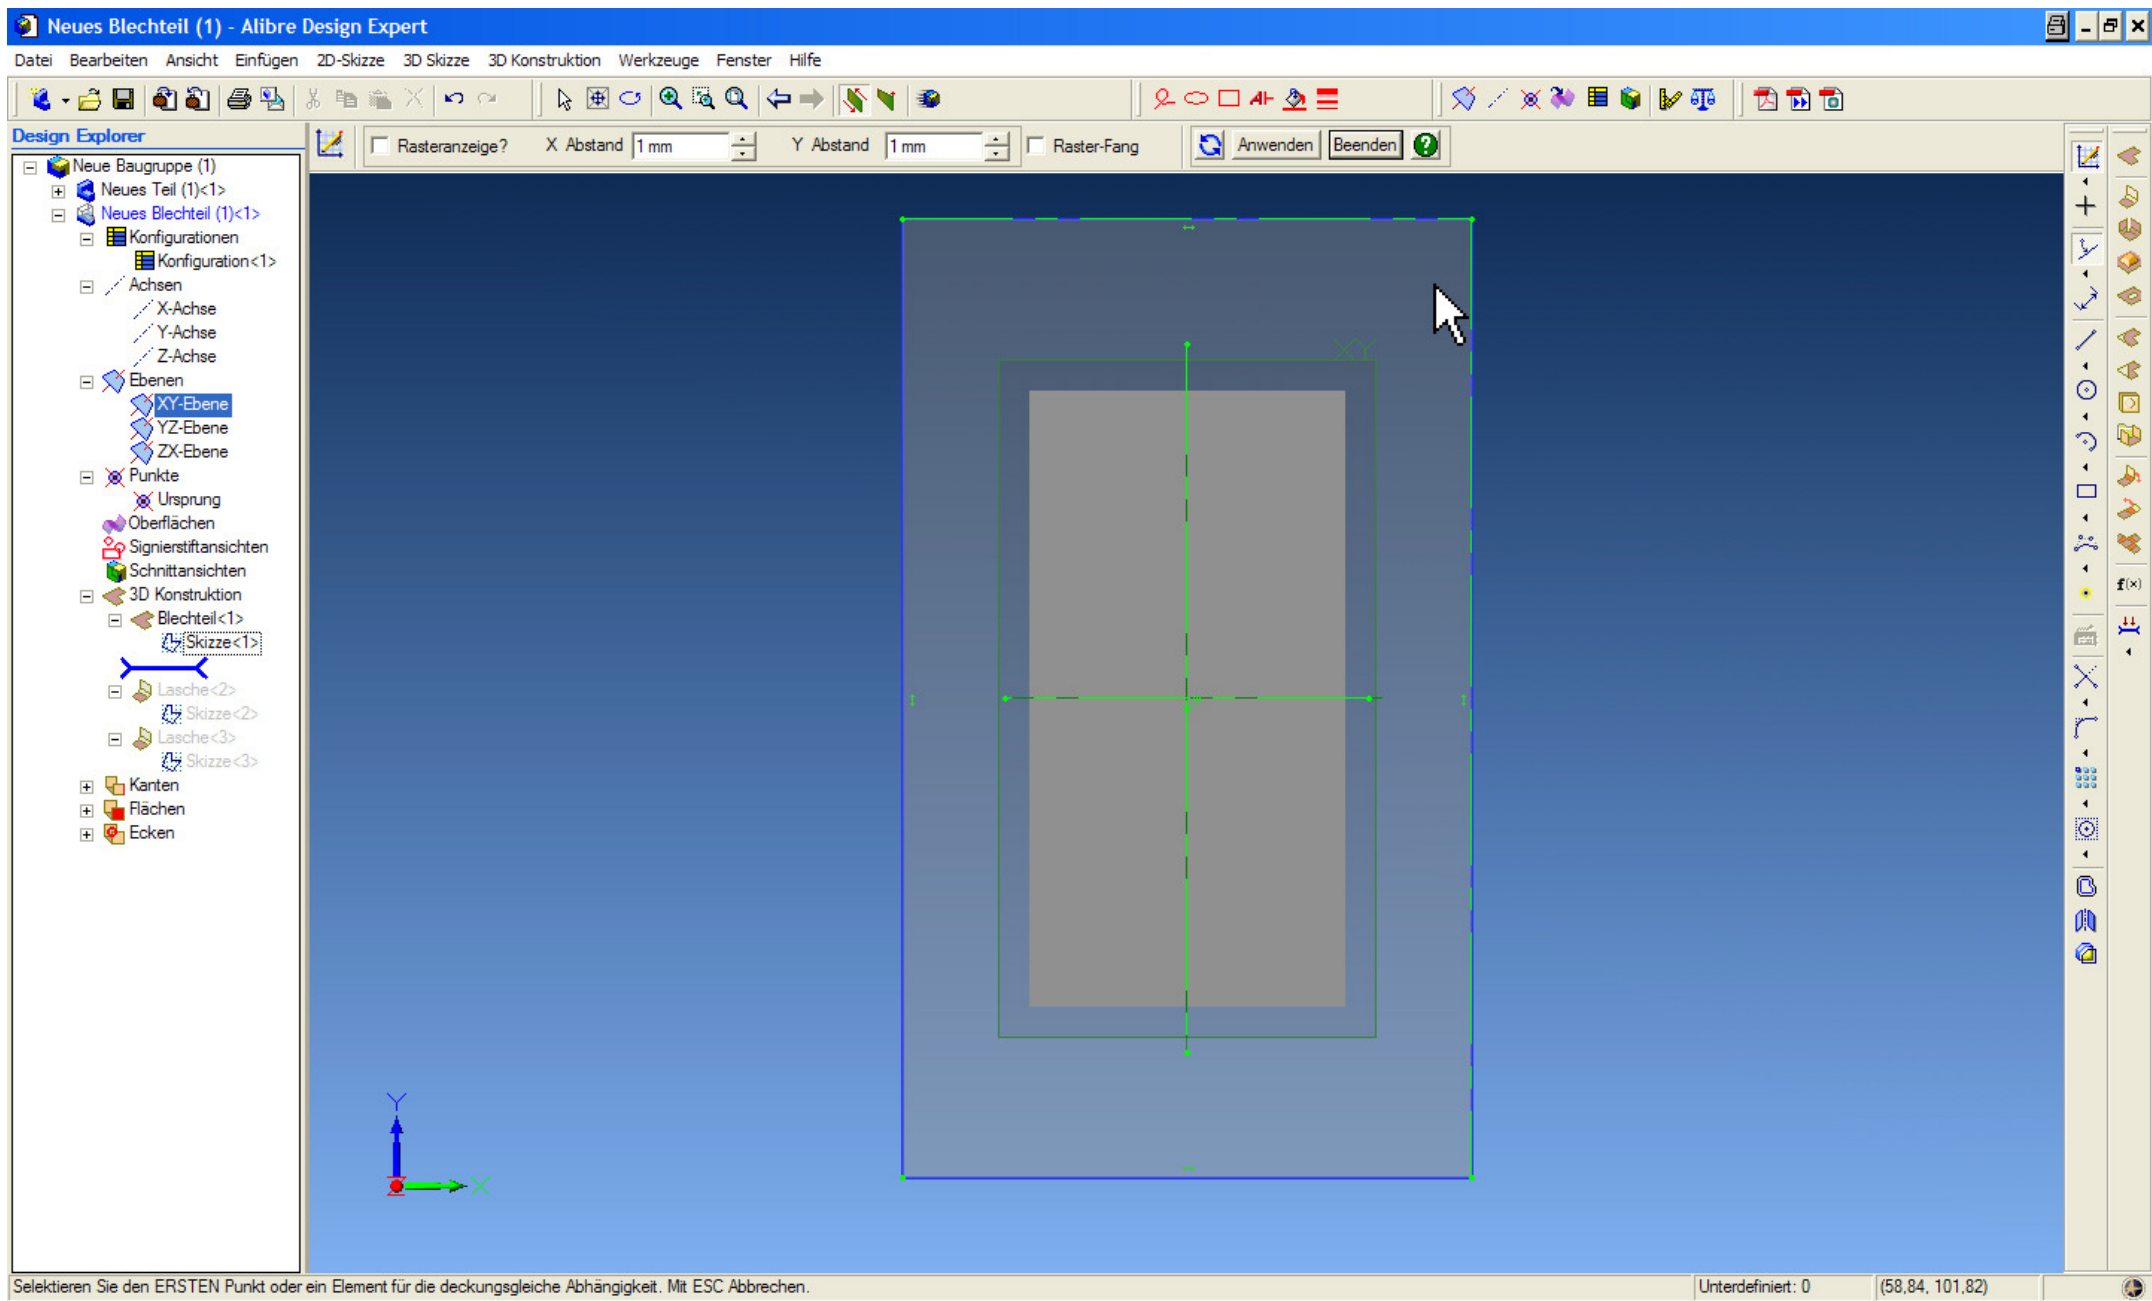 Neues Blechteil (1) - Alibre Design Expert
Datei Bearbeiten Ansicht Einfügen 2D-Skizze 3D Skizze 3D Konstruktion Werkzeuge Fenster Hilfe
Design Explorer
Rasteranzeige? X Abstand 1 mm Y Abstand 1 mm Raster-Fang Anwenden Beenden
Neue Baugruppe (1)
Neues Teil (1)<1>
Neues Blechteil (1)<1>
Konfigurationen
Konfiguration<1>
Achsen
X-Achse
Y-Achse
Z-Achse
Ebenen
XY-Ebene
YZ-Ebene
ZX-Ebene
Punkte
Ursprung
Oberflächen
Signierstiftansichten
Schnittansichten
3D Konstruktion
Blechteil<1>
Skizze<1>
Lasche<2>
Skizze<2>
Lasche<3>
Skizze<3>
Kanten
Flächen
Ecken
XY
f(x)
Y
Z
X
Selektieren Sie den ERSTEN Punkt oder ein Element für die deckungsgleiche Abhängigkeit. Mit ESC Abbrechen.
Unterdefiniert: 0
(58,84, 101,82)